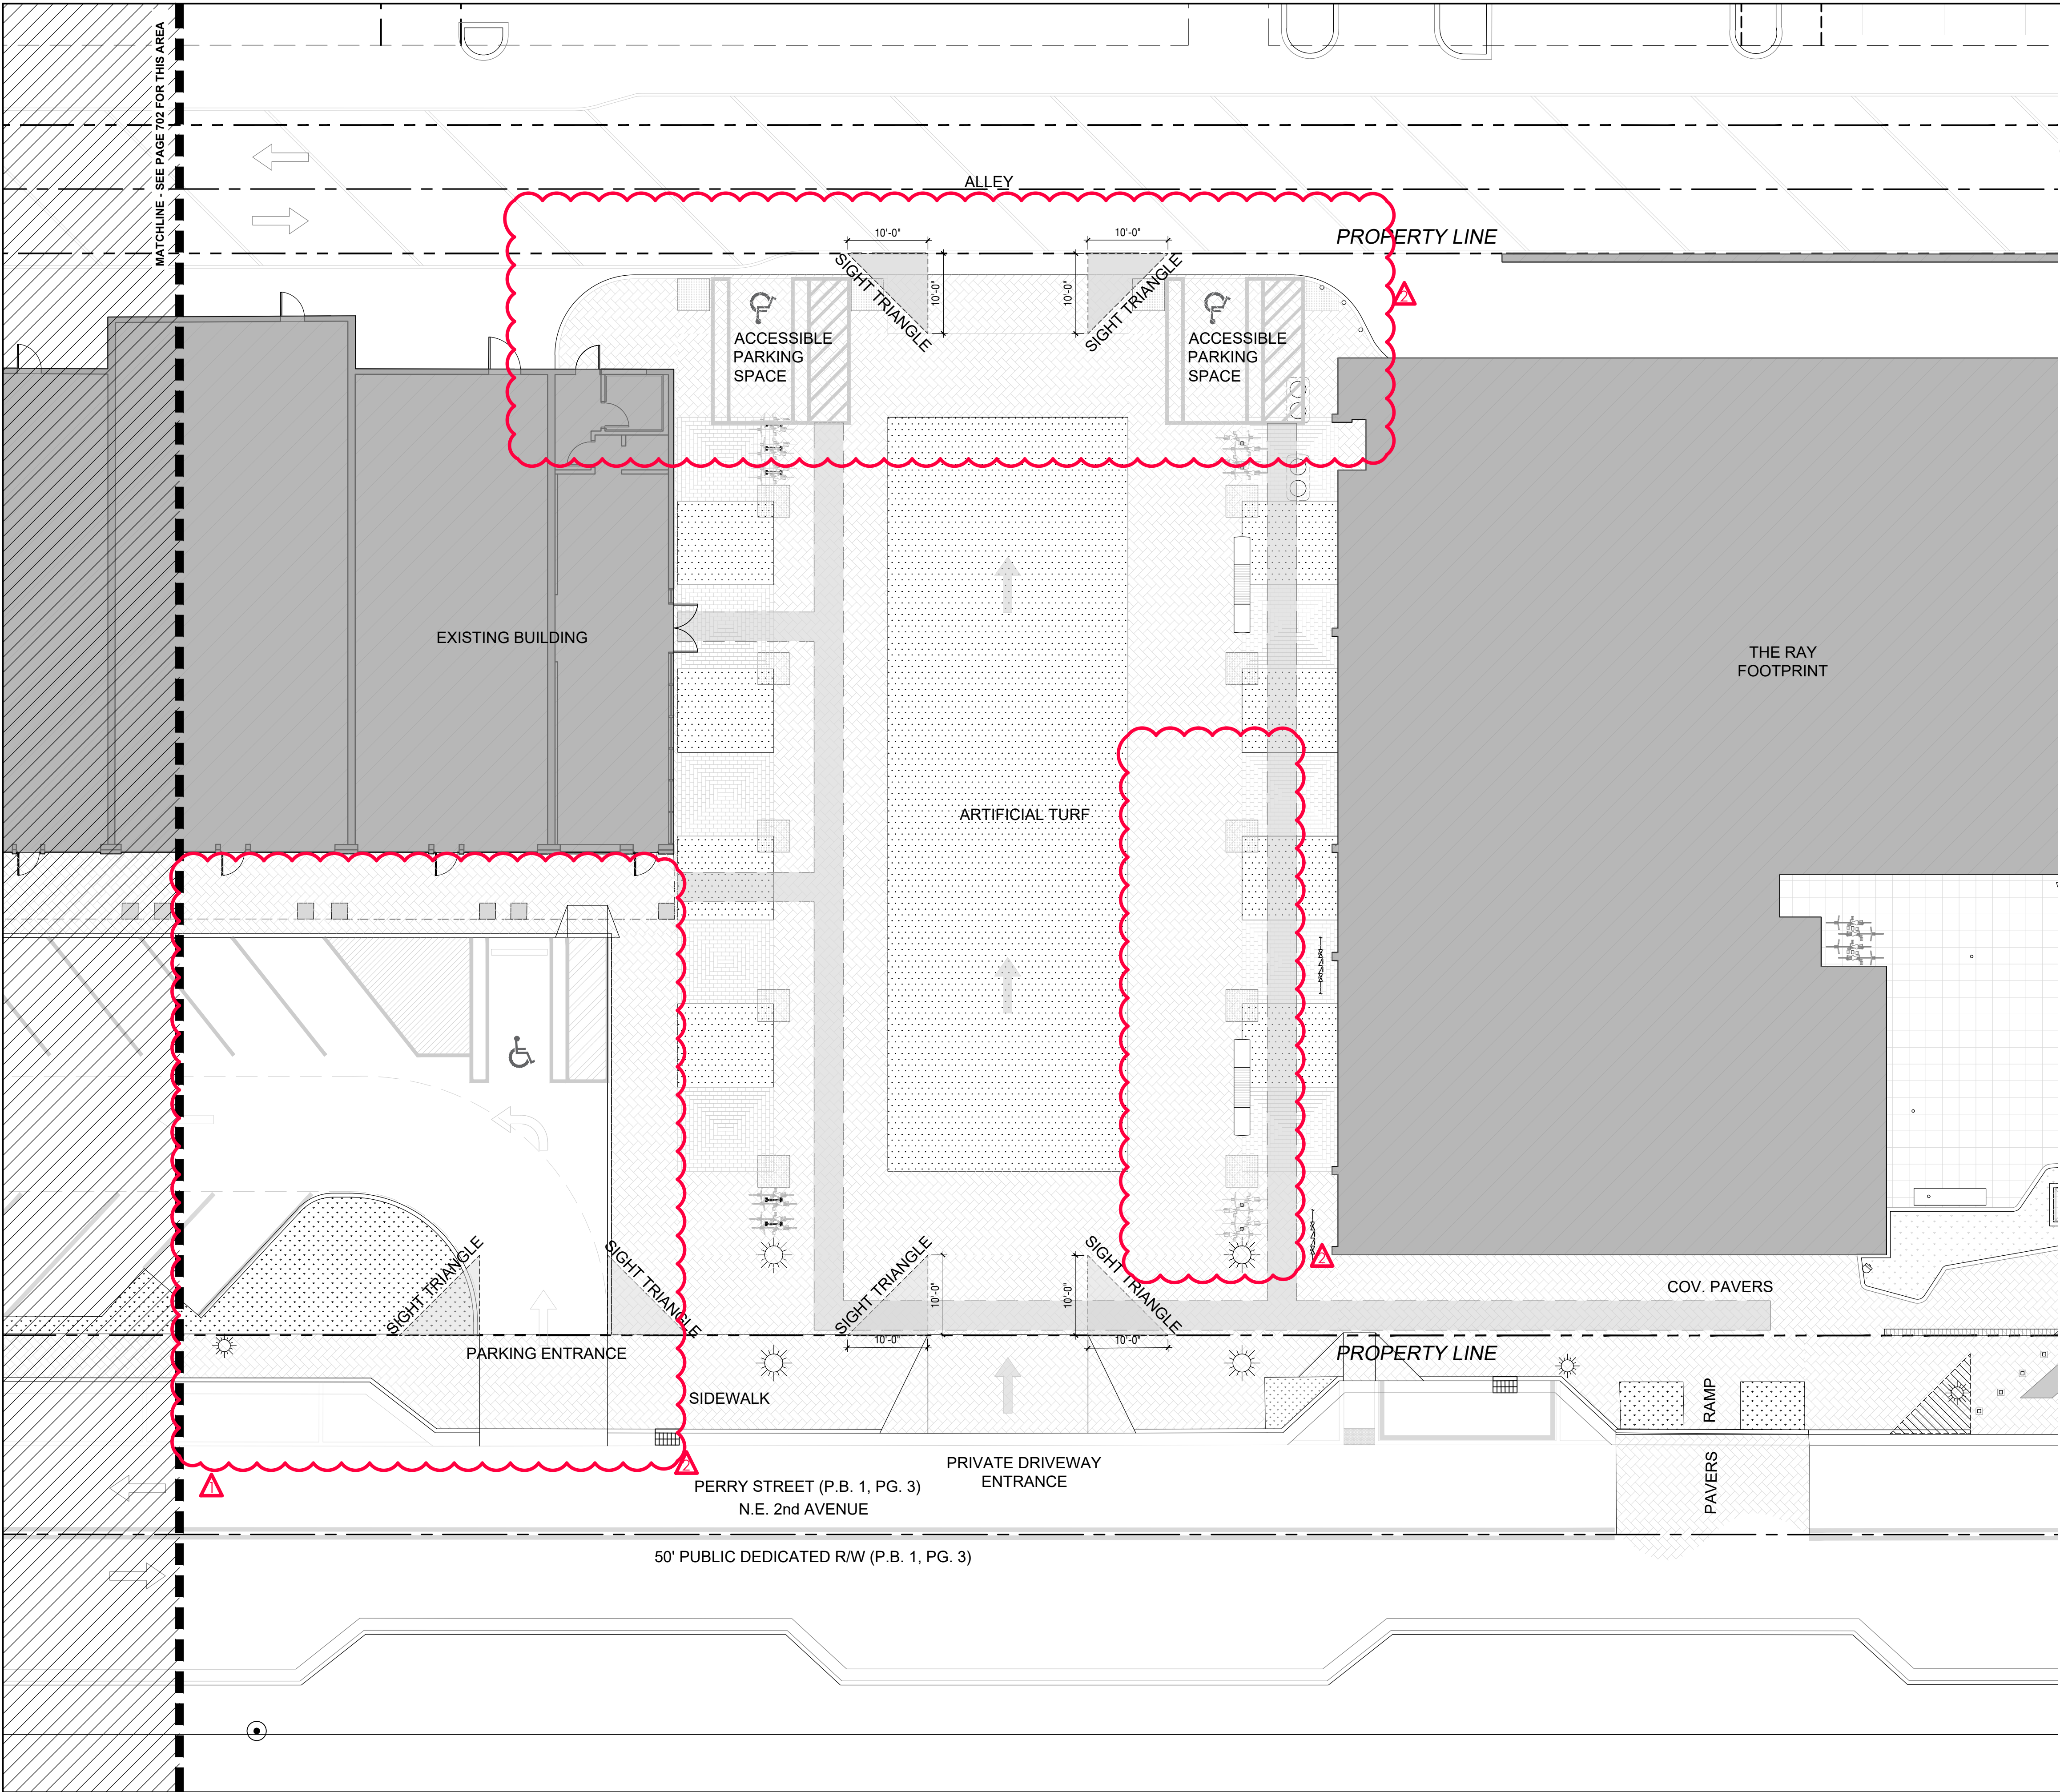 MATCHLINE - SEE PAGE 702 FOR THIS AREA
ALLEY
PROPERTY LINE
10'-0"
10'-0"
10'-0"
10'-0"
SIGHT TRIANGLE
SIGHT TRIANGLE
2
ACCESSIBLE
PARKING
SPACE
ACCESSIBLE
PARKING
SPACE
EXISTING BUILDING
THE RAY
FOOTPRINT
ARTIFICIAL TURF
SIGHT TRIANGLE
SIGHT TRIANGLE
SIGHT TRIANGLE
SIGHT TRIANGLE
10'-0"
10'-0"
10'-0"
10'-0"
2
COV. PAVERS
PARKING ENTRANCE
PROPERTY LINE
SIDEWALK
RAMP
PAVERS
1
2
PRIVATE DRIVEWAY
ENTRANCE
PERRY STREET (P.B. 1, PG. 3)
N.E. 2nd AVENUE
50' PUBLIC DEDICATED R/W (P.B. 1, PG. 3)